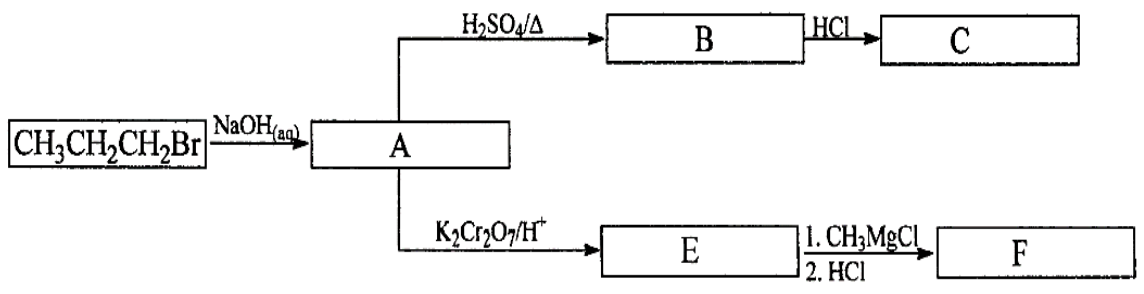 H₂SO₄/Δ
B
HCl
C
CH₃CH₂CH₂Br
NaOH(aq)
A
K₂Cr₂O₇/H⁺
E
1. CH₃MgCl
2. HCl
F